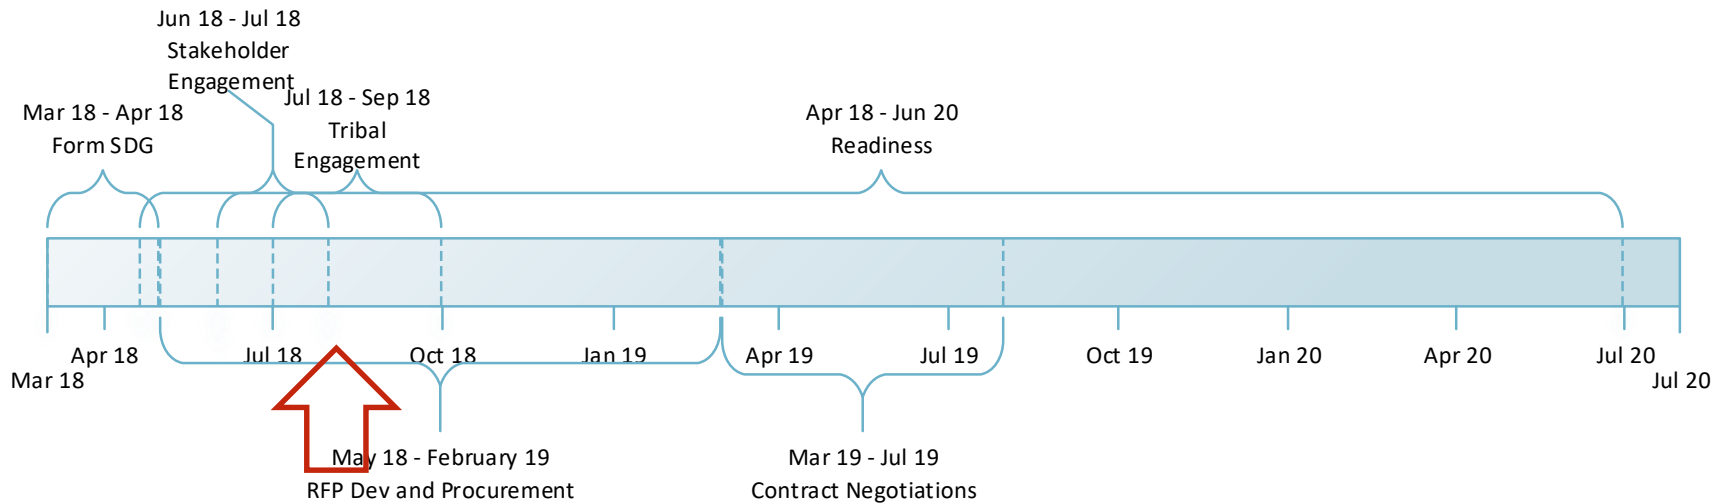 Jun 18 - Jul 18
Stakeholder
Engagement
Jul 18 - Sep 18
Tribal
Engagement
Mar 18 - Apr 18
Form SDG
Apr 18 - Jun 20
Readiness
Apr 18
Jul 18
Oct 18
Jan 19
Apr 19
Jul 19
Oct 19
Jan 20
Apr 20
Jul 20
Mar 18
Jul 20
May 18 - February 19
RFP Dev and Procurement
Mar 19 - Jul 19
Contract Negotiations